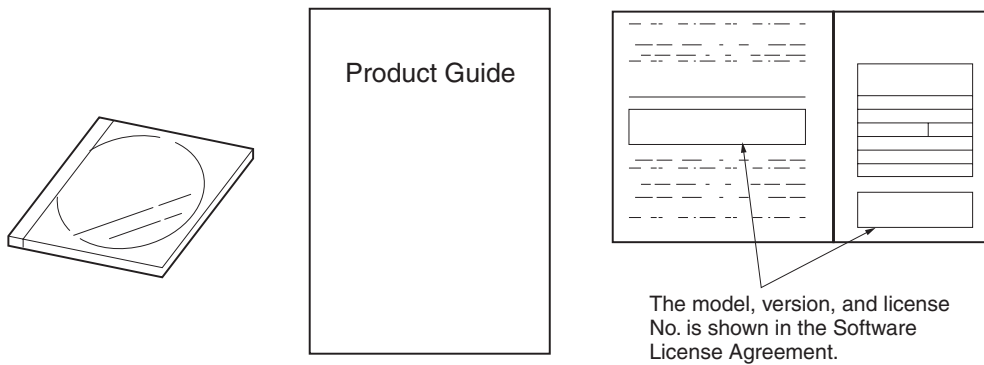 Product Guide
The model, version, and license
No. is shown in the Software
License Agreement.